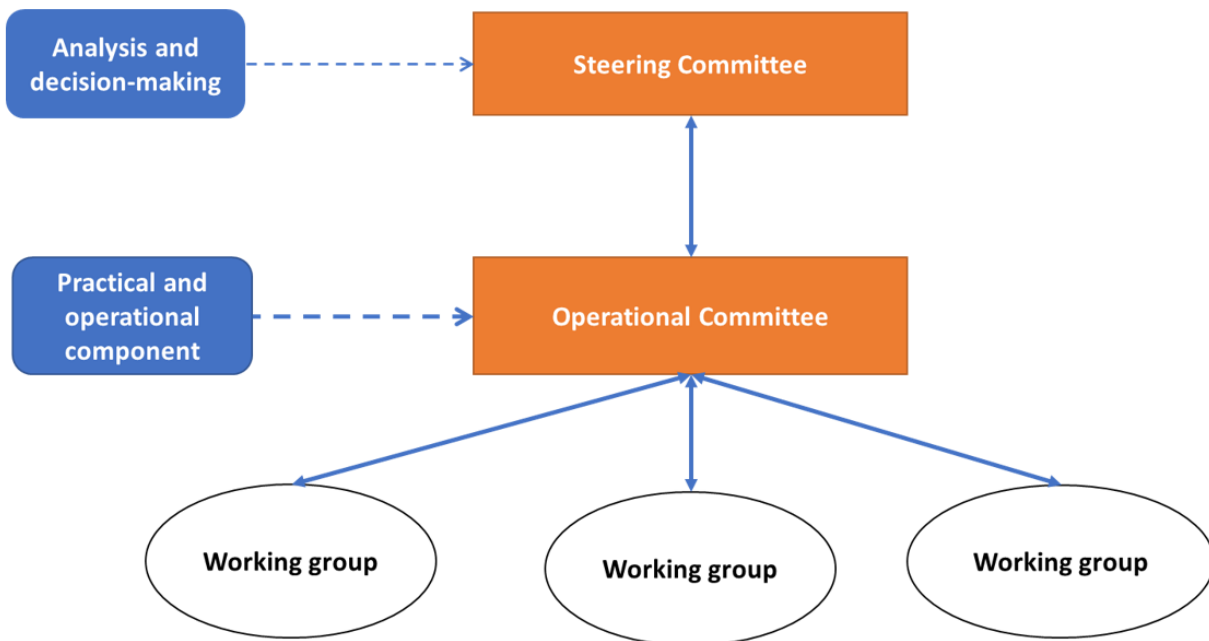 Analysis and
decision-making
Steering Committee
Practical and
operational
component
Operational Committee
Working group
Working group
Working group